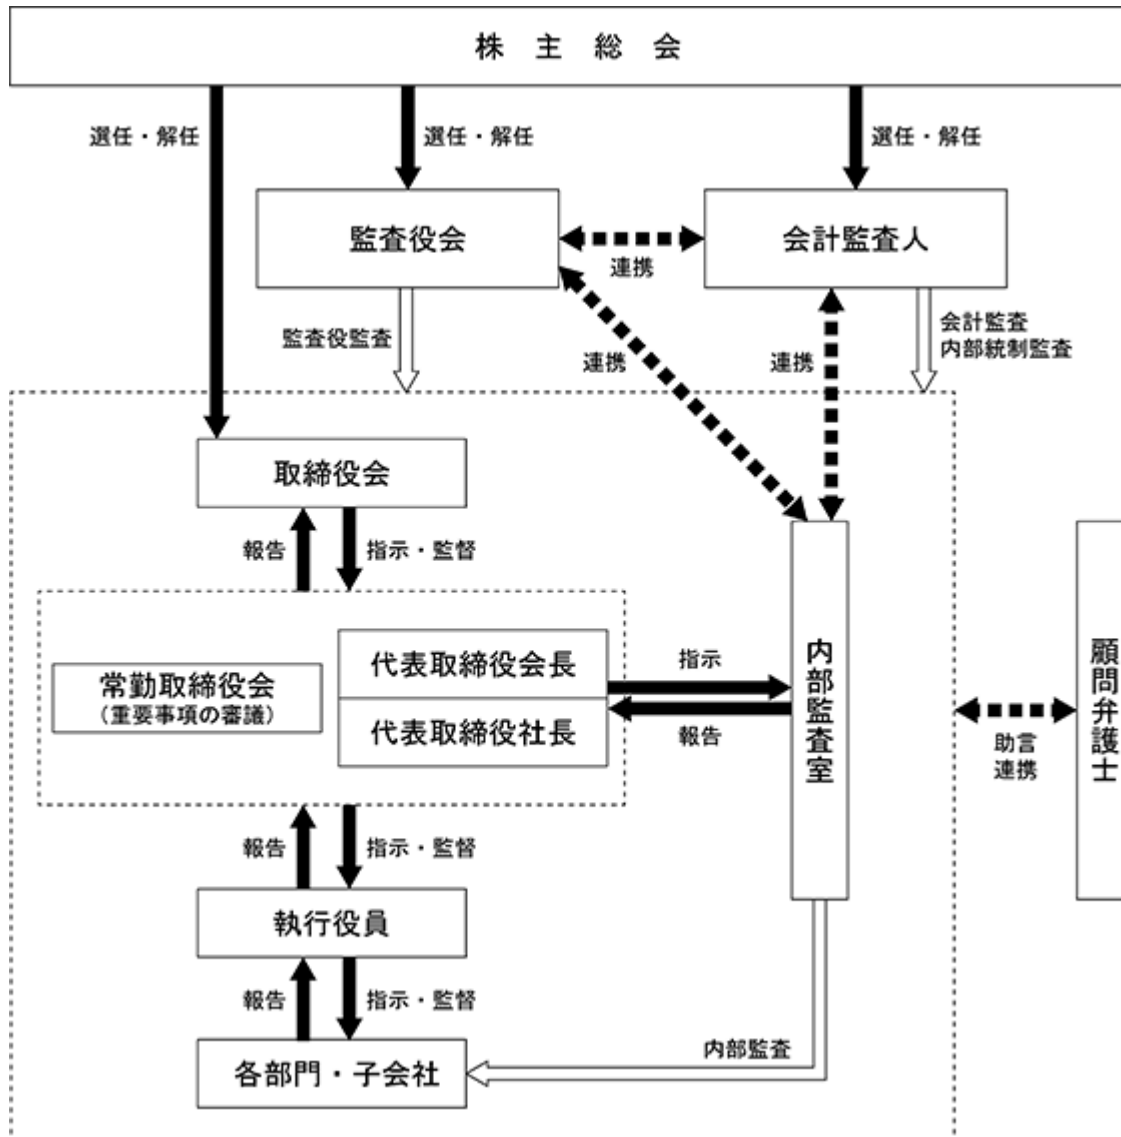 株主総会
選任・解任
選任・解任
選任・解任
監査役会
会計監査人
連携
監査役監査
連携
連携
会計監査
内部統制監査
取締役会
報告
指示・監督
常勤取締役会
（重要事項の審議）
代表取締役会長
代表取締役社長
指示
報告
内部監査室
助言
連携
顧問弁護士
報告
指示・監督
執行役員
報告
指示・監督
各部門・子会社
内部監査